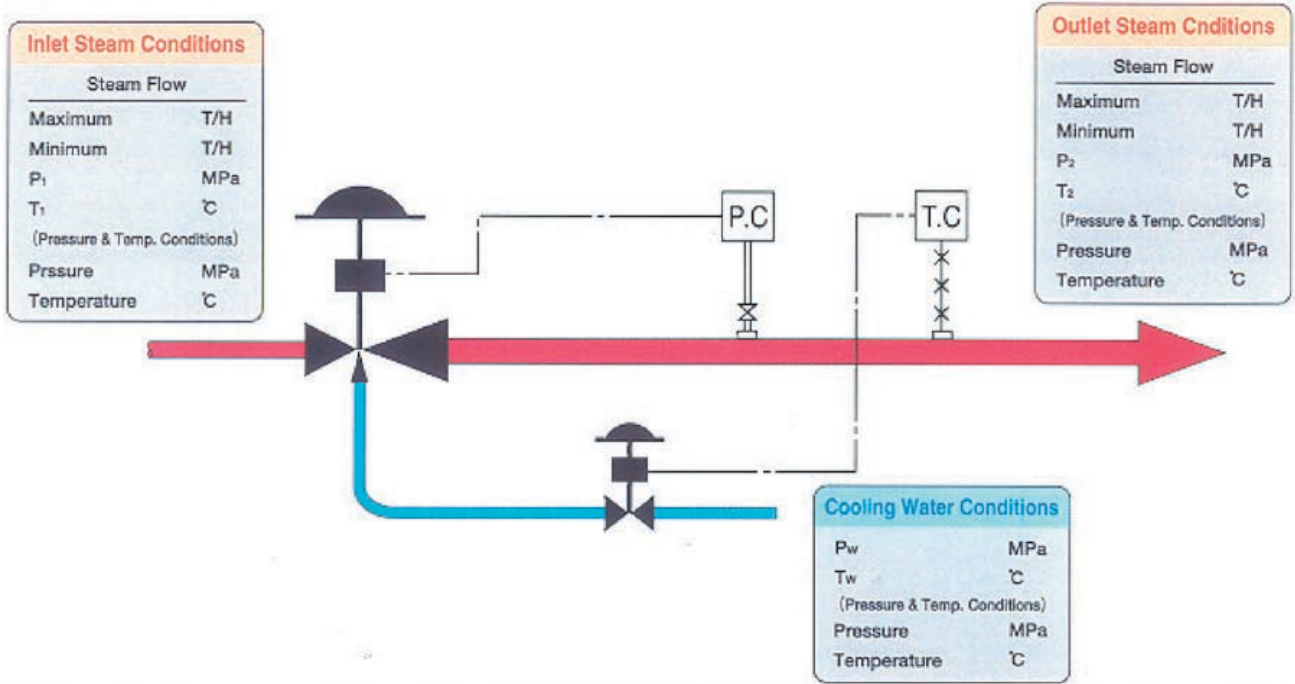 Inlet Steam Conditions
Steam Flow
Maximum T/H
Minimum T/H
P₁ MPa
T₁ ℃
(Pressure & Temp. Conditions)
Prssure MPa
Temperature ℃
Outlet Steam Cnditions
Steam Flow
Maximum T/H
Minimum T/H
P₂ MPa
T₂ ℃
(Pressure & Temp. Conditions)
Pressure MPa
Temperature ℃
P.C
T.C
Cooling Water Conditions
Pw MPa
Tw ℃
(Pressure & Temp. Conditions)
Pressure MPa
Temperature ℃